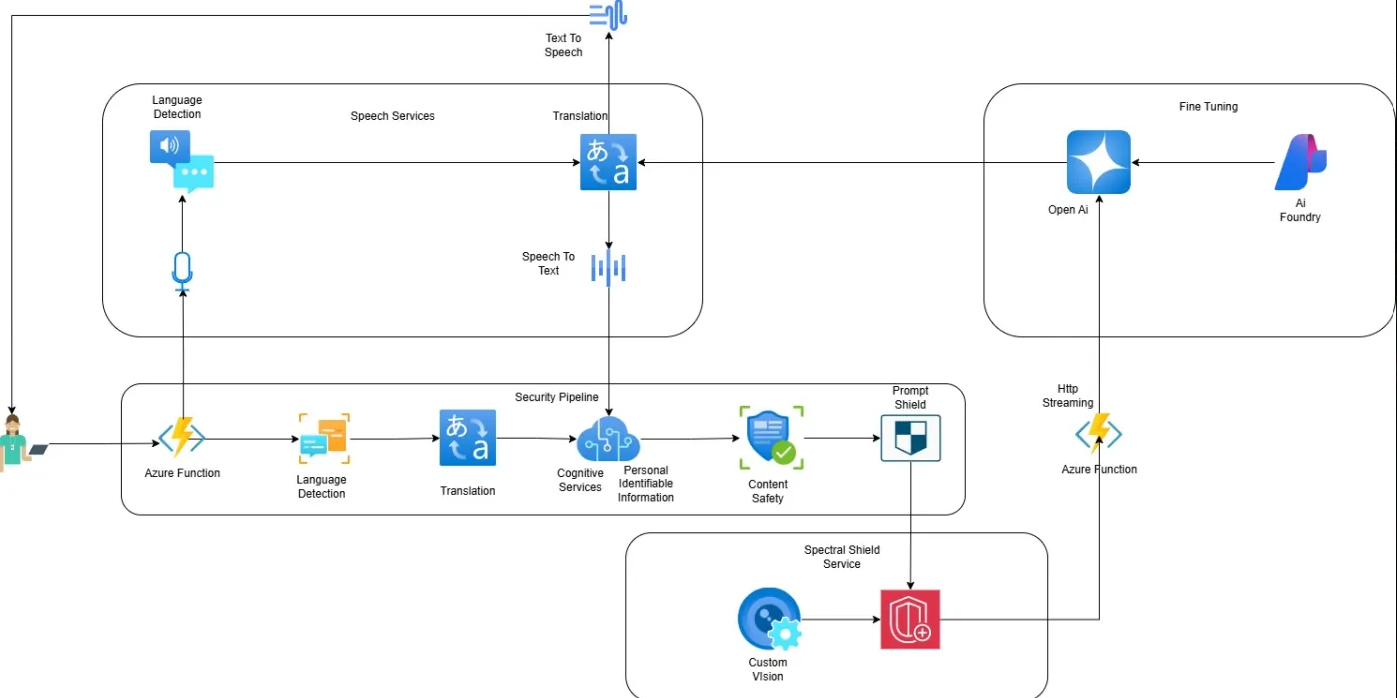 Text To
Speech
Language
Detection
Speech Services
Translation
あ
a
Speech To
Text
Fine Tuning
Open Ai
Ai
Foundry
Security Pipeline
Prompt
Shield
Azure Function
Language
Detection
あ
a
Translation
Cognitive
Services
Personal
Identifiable
Information
Content
Safety
Http
Streaming
Azure Function
Spectral Shield
Service
Custom
VIsion